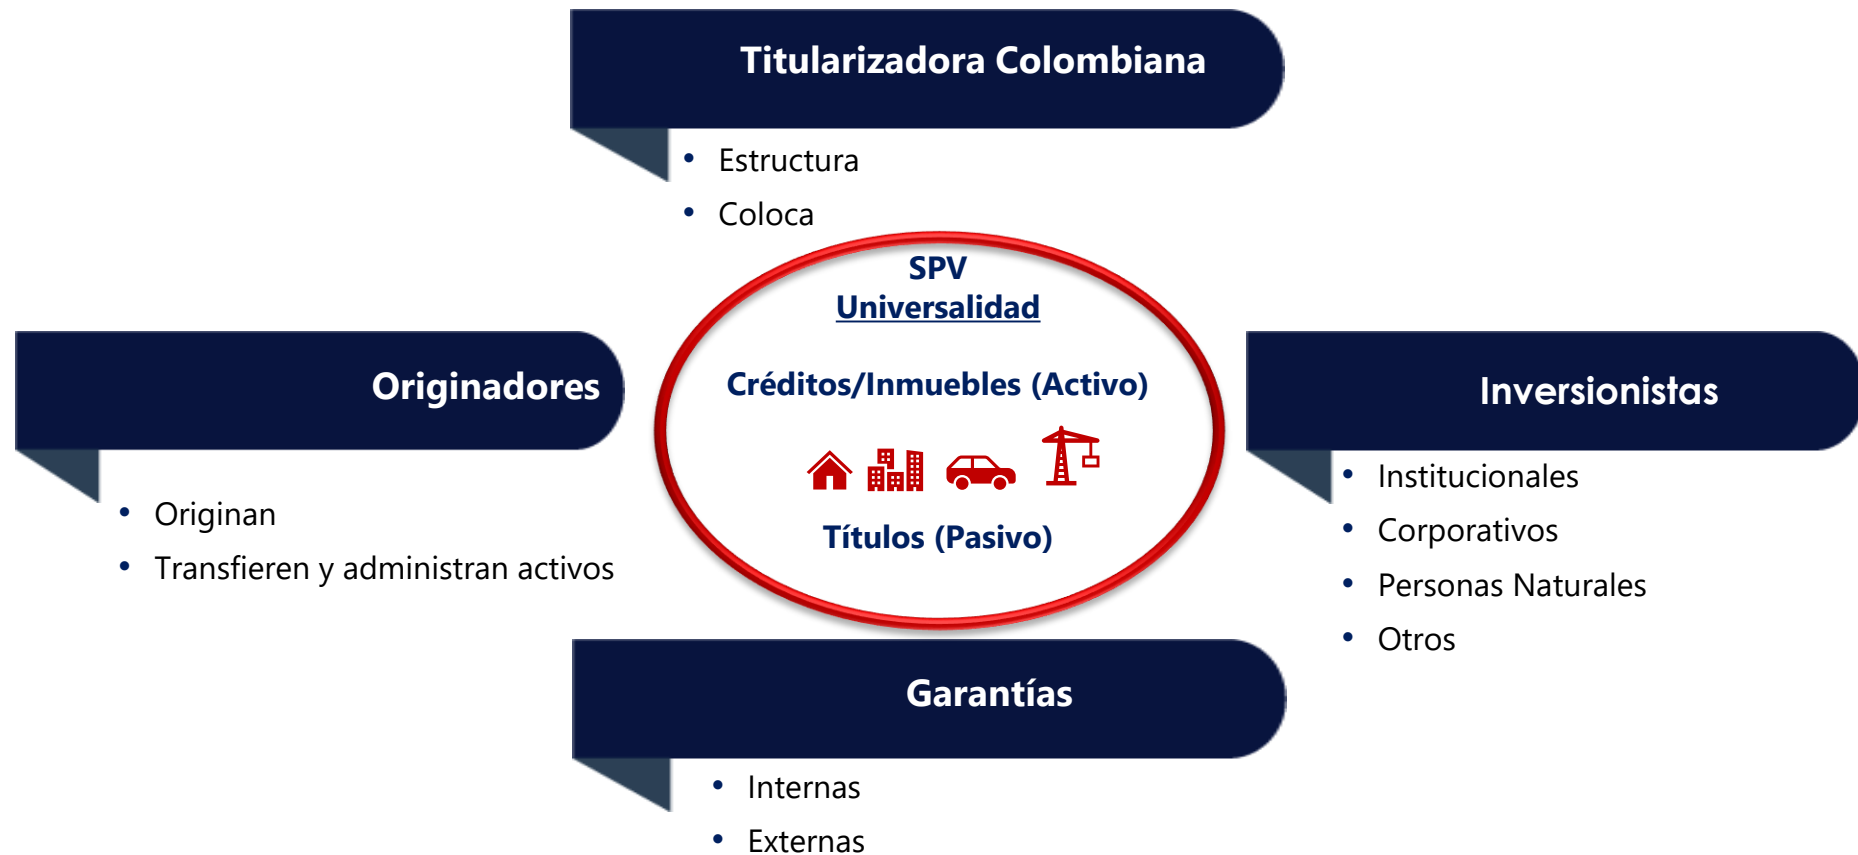 Titularizadora Colombiana
• Estructura
• Coloca
SPV
Universalidad
Créditos/Inmuebles (Activo)
Títulos (Pasivo)
Originadores
• Originan
• Transfieren y administran activos
Inversionistas
• Institucionales
• Corporativos
• Personas Naturales
• Otros
Garantías
• Internas
• Externas